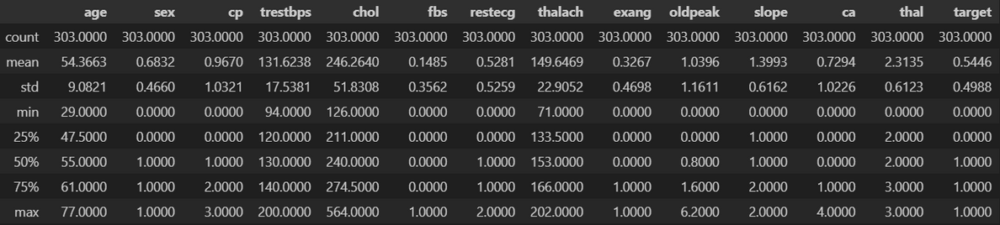 age sex cp trestbps chol fbs restecg thalach exang oldpeak slope ca thal target
count 303.0000 303.0000 303.0000 303.0000 303.0000 303.0000 303.0000 303.0000 303.0000 303.0000 303.0000 303.0000 303.0000 303.0000
mean 54.3663 0.6832 0.9670 131.6238 246.2640 0.1485 0.5281 149.6469 0.3267 1.0396 1.3993 0.7294 2.3135 0.5446
std 9.0821 0.4660 1.0321 17.5381 51.8308 0.3562 0.5259 22.9052 0.4698 1.1611 0.6162 1.0226 0.6123 0.4988
min 29.0000 0.0000 0.0000 94.0000 126.0000 0.0000 0.0000 71.0000 0.0000 0.0000 0.0000 0.0000 0.0000 0.0000
25% 47.5000 0.0000 0.0000 120.0000 211.0000 0.0000 0.0000 133.5000 0.0000 0.0000 1.0000 0.0000 2.0000 0.0000
50% 55.0000 1.0000 1.0000 130.0000 240.0000 0.0000 1.0000 153.0000 0.0000 0.8000 1.0000 0.0000 2.0000 1.0000
75% 61.0000 1.0000 2.0000 140.0000 274.5000 0.0000 1.0000 166.0000 1.0000 1.6000 2.0000 1.0000 3.0000 1.0000
max 77.0000 1.0000 3.0000 200.0000 564.0000 1.0000 2.0000 202.0000 1.0000 6.2000 2.0000 4.0000 3.0000 1.0000